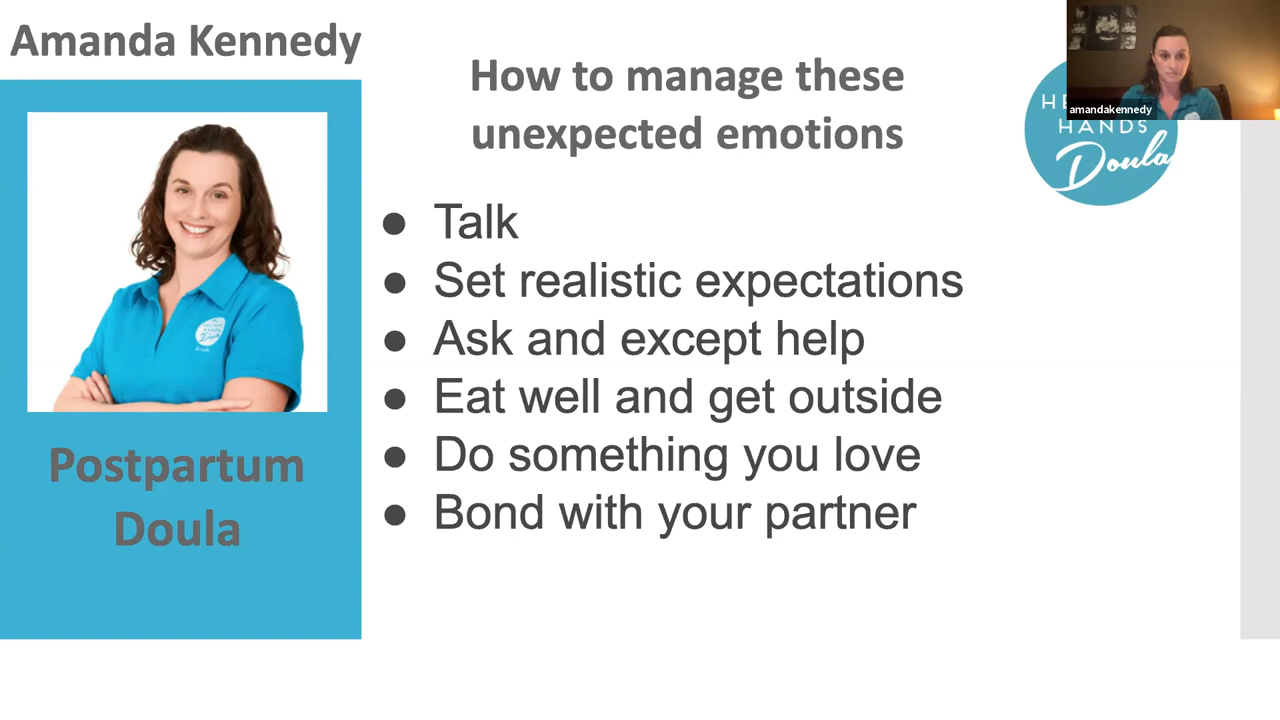 Amanda Kennedy
How to manage these
unexpected emotions
amandakennedy
HANDS
Doula
Talk
Set realistic expectations
Ask and except help
Eat well and get outside
Do something you love
Bond with your partner
Doula
Postpartum
Doula